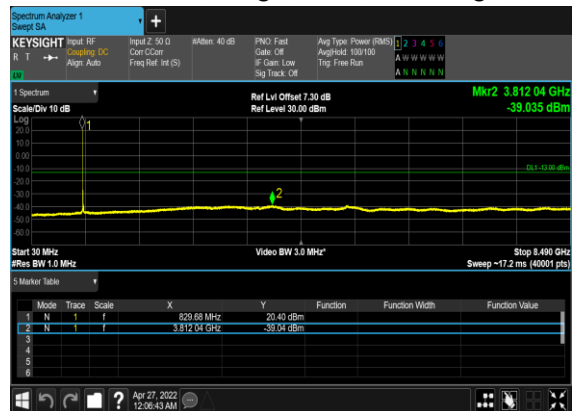 Spectrum Analyzer 1
Swept SA
+
KEYSIGHT Input: RF Input Z: 50 Ω #Atten: 40 dB PNO: Fast Avg Type: Power (RMS) 1 2 3 4 5 6
R T Coupling: DC Corr CCorr Gate: Off Avg|Hold: 100/100 A W W W W W
Align: Auto Freq Ref: Int (S) IF Gain: Low Trig: Free Run
Sig Track: Off A N N N N N
1 Spectrum
Scale/Div 10 dB Ref Lvl Offset 7.30 dB Mkr2 3.812 04 GHz
Ref Level 30.00 dBm -39.035 dBm
Log
20.0
1
10.0
0.00
-10.0
DL1 -13.00 dBm
-20.0
-30.0
2
-40.0
-50.0
-60.0
Start 30 MHz Video BW 3.0 MHz* Stop 8.490 GHz
#Res BW 1.0 MHz Sweep ~17.2 ms (40001 pts)
5 Marker Table
Mode Trace Scale X Y Function Function Width Function Value
1 N 1 f 829.68 MHz 20.40 dBm
2 N 1 f 3.812 04 GHz -39.04 dBm
3
4
5
6
? Apr 27, 2022
12:06:43 AM